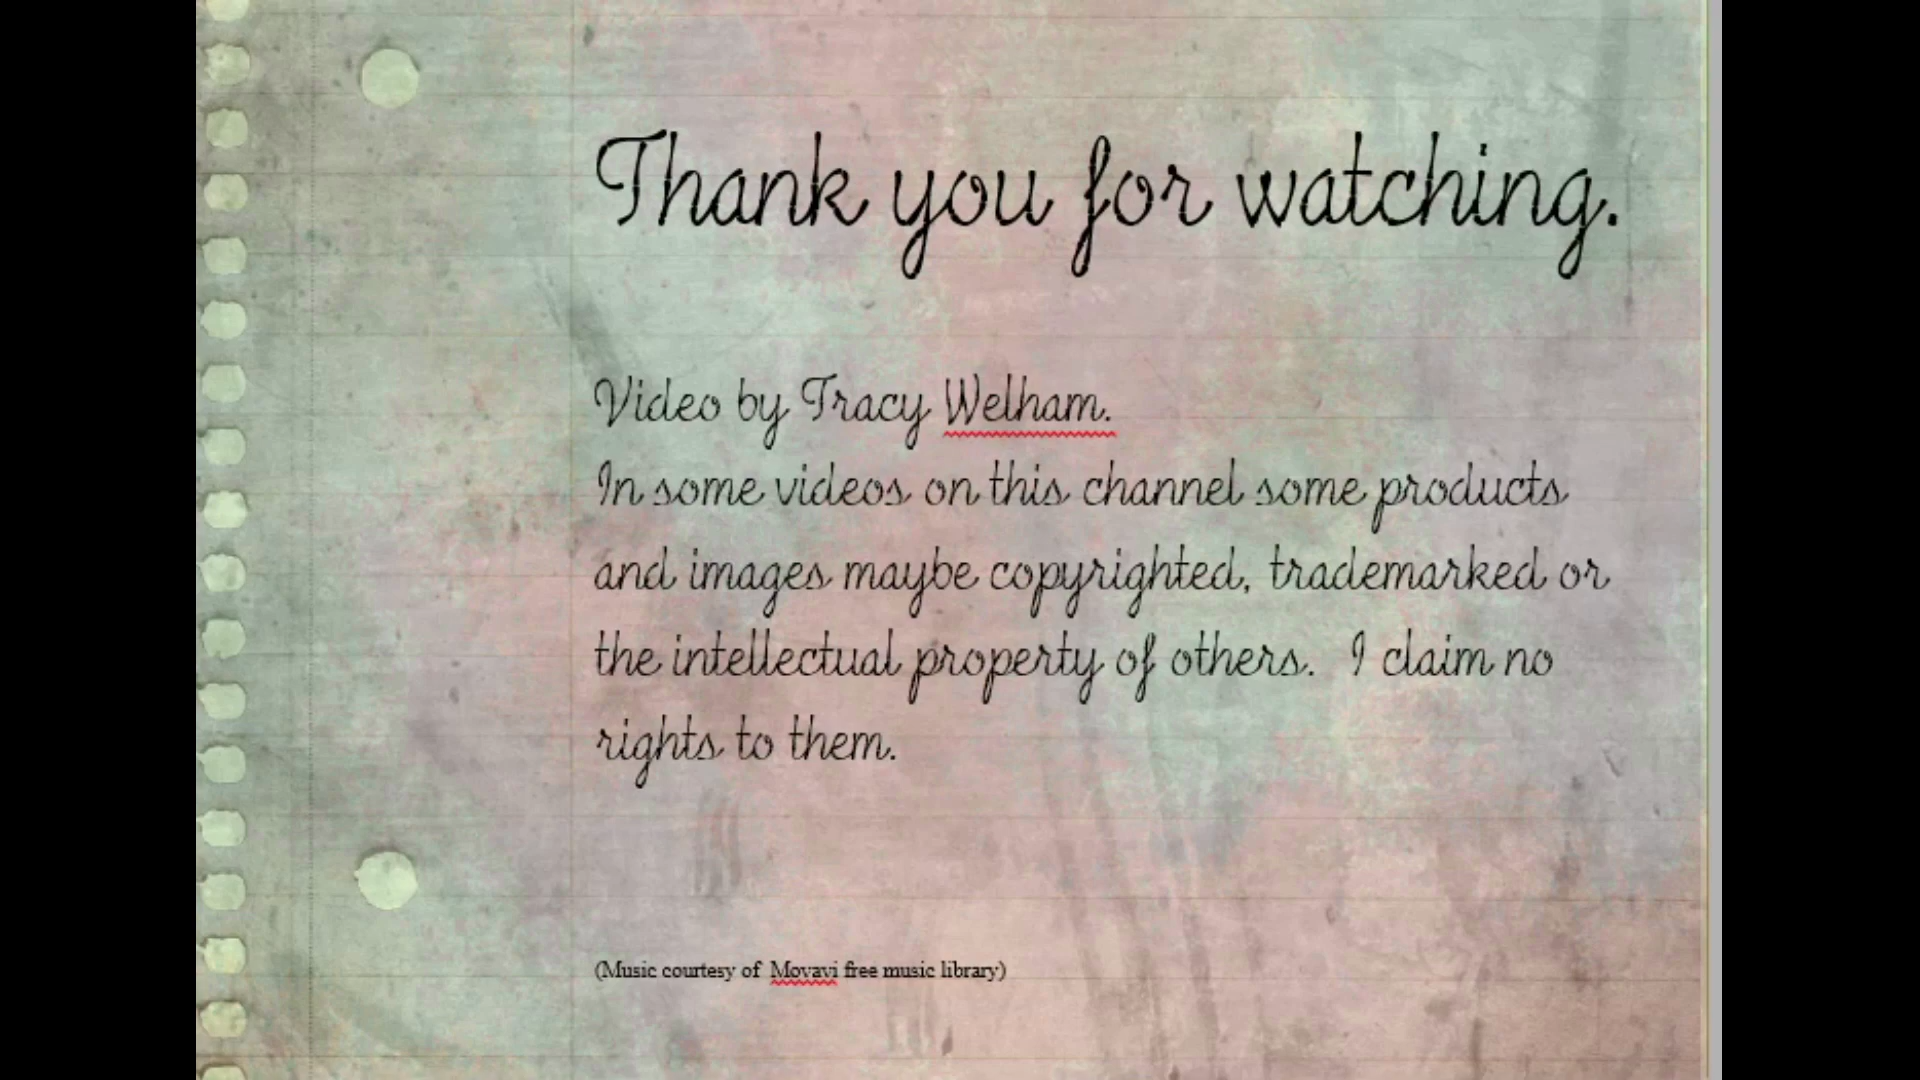 Thank you for watching.
Video by Tracy Welham.
In some videos on this channel some products
and images maybe copyrighted, trademarked or
the intellectual property of others.  I claim no
rights to them.
(Music courtesy of  Movavi free music library)